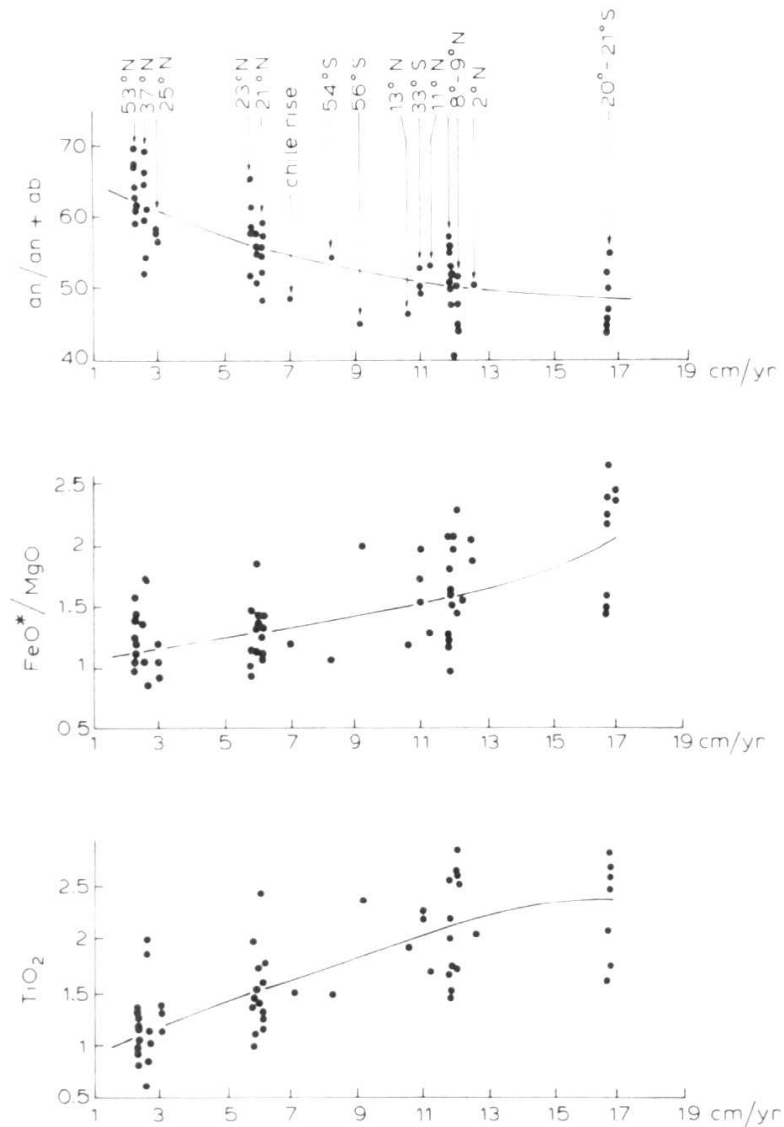 53°N
37°N
25°N
23°N
21°N
chile rise
54°S
56°S
13°N
33°S
11°N
8°-9°N
2°N
20°-21°S
an/an + ab
70
60
50
40
1 3 5 7 9 11 13 15 17 19 cm/yr
FeO*/MgO
2.5
2
1.5
1
0.5
1 3 5 7 9 11 13 15 17 19 cm/yr
TiO2
2.5
2
1.5
1
0.5
1 3 5 7 9 11 13 15 17 19 cm/yr